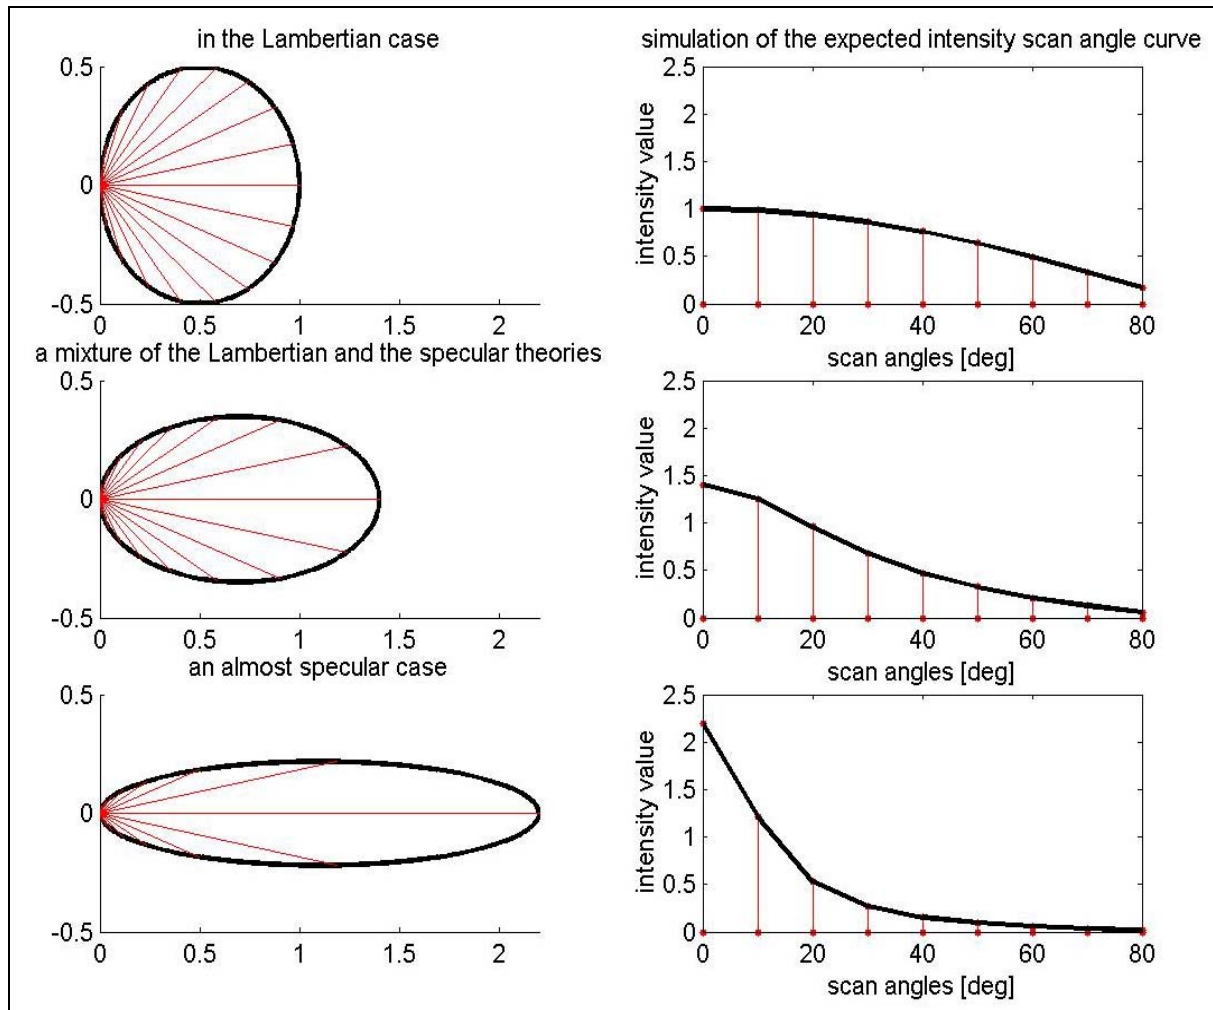 in the Lambertian case
0.5
0
-0.5
0 0.5 1 1.5 2
simulation of the expected intensity scan angle curve
intensity value
2.5
2
1.5
1
0.5
0
0 20 40 60 80
scan angles [deg]
a mixture of the Lambertian and the specular theories
0.5
0
-0.5
0 0.5 1 1.5 2
intensity value
2.5
2
1.5
1
0.5
0
0 20 40 60 80
scan angles [deg]
an almost specular case
0.5
0
-0.5
0 0.5 1 1.5 2
intensity value
2.5
2
1.5
1
0.5
0
0 20 40 60 80
scan angles [deg]